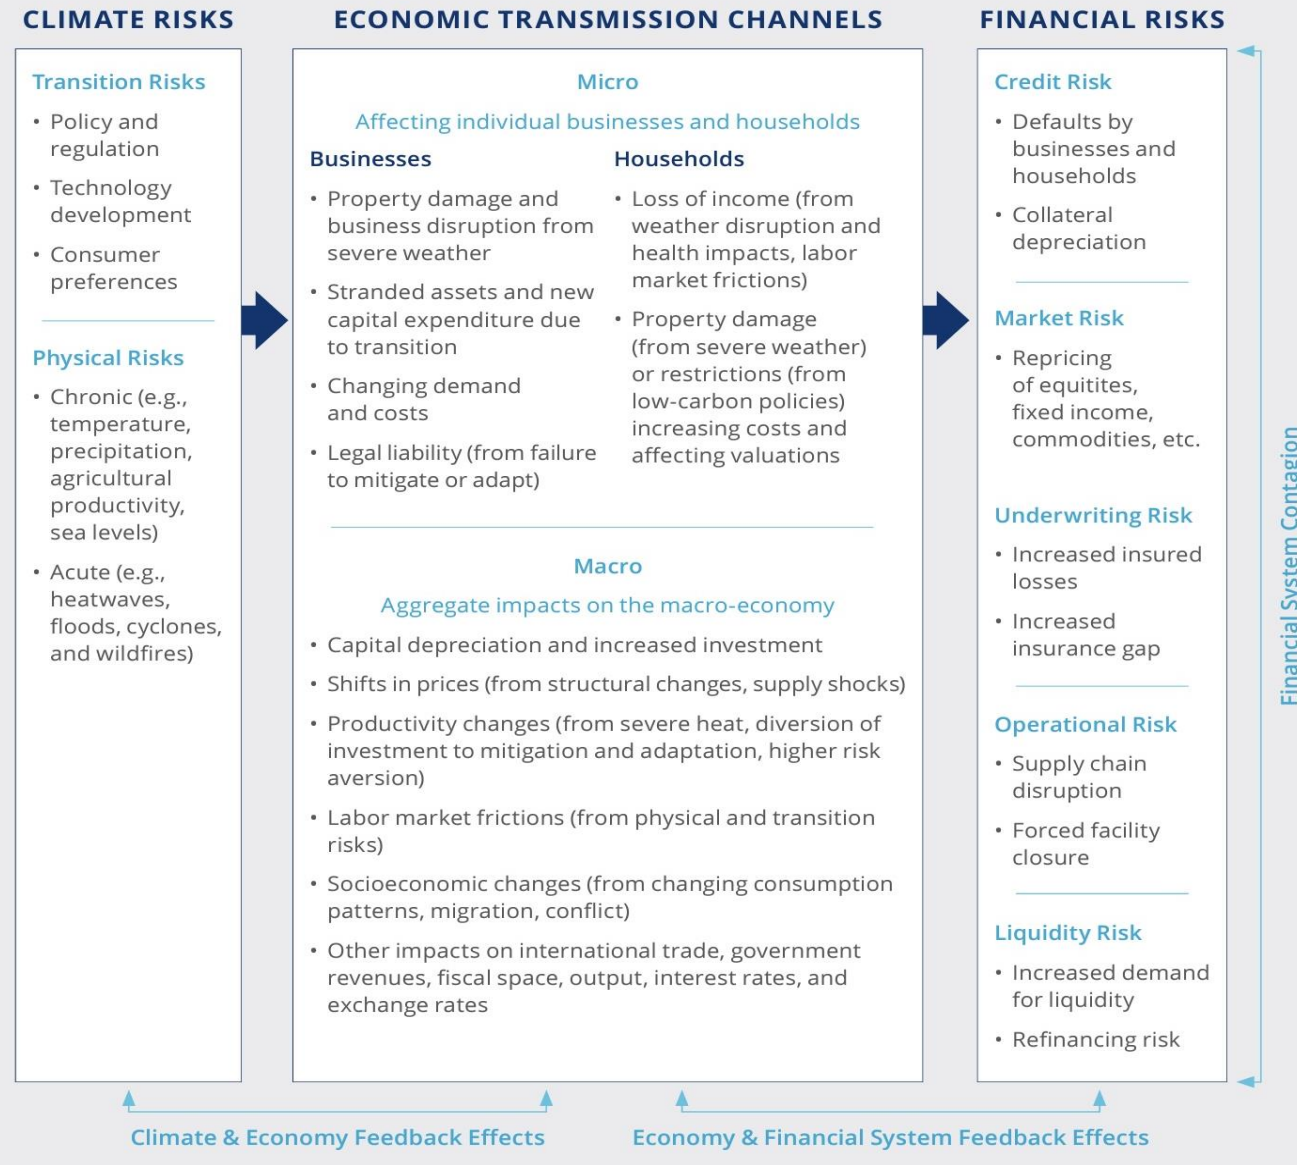 CLIMATE RISKS
Transition Risks
• Policy and
regulation
• Technology
development
• Consumer
preferences
Physical Risks
• Chronic (e.g.,
temperature,
precipitation,
agricultural
productivity,
sea levels)
• Acute (e.g.,
heatwaves,
floods, cyclones,
and wildfires)
ECONOMIC TRANSMISSION CHANNELS
Micro
Affecting individual businesses and households
Businesses
• Property damage and
business disruption from
severe weather
• Stranded assets and new
capital expenditure due
to transition
• Changing demand
and costs
• Legal liability (from failure
to mitigate or adapt)
Households
• Loss of income (from
weather disruption and
health impacts, labor
market frictions)
• Property damage
(from severe weather)
or restrictions (from
low-carbon policies)
increasing costs and
affecting valuations
Macro
Aggregate impacts on the macro-economy
• Capital depreciation and increased investment
• Shifts in prices (from structural changes, supply shocks)
• Productivity changes (from severe heat, diversion of
investment to mitigation and adaptation, higher risk
aversion)
• Labor market frictions (from physical and transition
risks)
• Socioeconomic changes (from changing consumption
patterns, migration, conflict)
• Other impacts on international trade, government
revenues, fiscal space, output, interest rates, and
exchange rates
FINANCIAL RISKS
Credit Risk
• Defaults by
businesses and
households
• Collateral
depreciation
Market Risk
• Repricing
of equitites,
fixed income,
commodities, etc.
Underwriting Risk
• Increased insured
losses
• Increased
insurance gap
Operational Risk
• Supply chain
disruption
• Forced facility
closure
Liquidity Risk
• Increased demand
for liquidity
• Refinancing risk
Financial System Contagion
Climate & Economy Feedback Effects
Economy & Financial System Feedback Effects